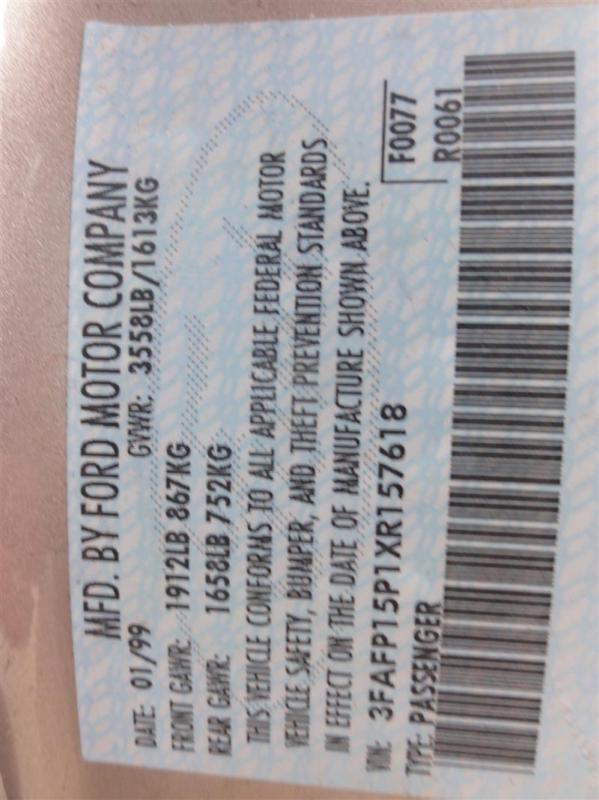 MFD. BY FORD MOTOR COMPANY
DATE: 01/99 GVWR: 3558LB/1613KG
FRONT GAWR: 1912LB 867KG
REAR GAWR: 1658LB 752KG
THIS VEHICLE CONFORMS TO ALL APPLICABLE FEDERAL MOTOR
VEHICLE SAFETY, BUMPER, AND THEFT PREVENTION STANDARDS
IN EFFECT ON THE DATE OF MANUFACTURE SHOWN ABOVE.
VIN: 3FAFP15P1XR157618 F0077
TYPE: PASSENGER R0061